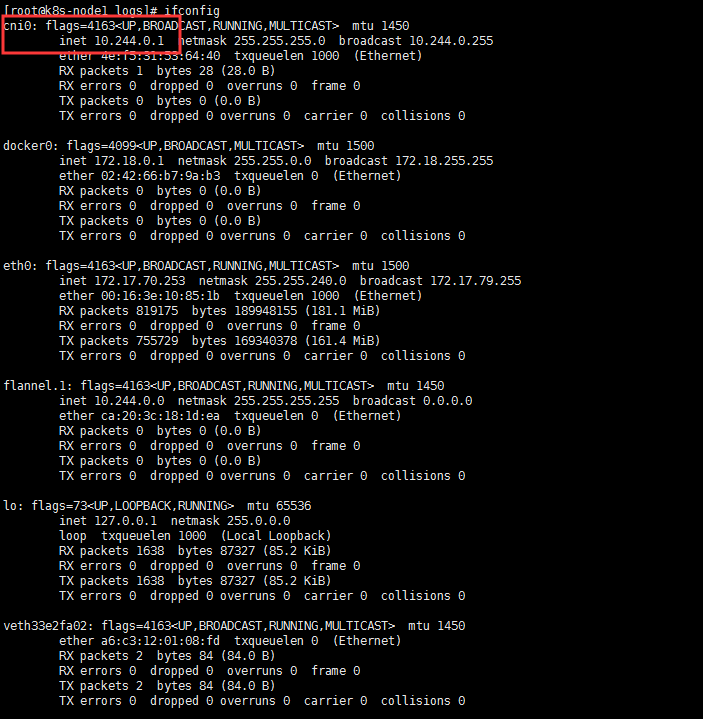 [root@k8s-node1 logs]# ifconfig
cni0: flags=4163<UP,BROADCAST,RUNNING,MULTICAST>  mtu 1450
        inet 10.244.0.1  netmask 255.255.255.0  broadcast 10.244.0.255
        ether 4e:f5:31:53:64:40  txqueuelen 1000  (Ethernet)
        RX packets 1  bytes 28 (28.0 B)
        RX errors 0  dropped 0  overruns 0  frame 0
        TX packets 0  bytes 0 (0.0 B)
        TX errors 0  dropped 0 overruns 0  carrier 0  collisions 0

docker0: flags=4099<UP,BROADCAST,MULTICAST>  mtu 1500
        inet 172.18.0.1  netmask 255.255.0.0  broadcast 172.18.255.255
        ether 02:42:66:b7:9a:b3  txqueuelen 0  (Ethernet)
        RX packets 0  bytes 0 (0.0 B)
        RX errors 0  dropped 0  overruns 0  frame 0
        TX packets 0  bytes 0 (0.0 B)
        TX errors 0  dropped 0 overruns 0  carrier 0  collisions 0

eth0: flags=4163<UP,BROADCAST,RUNNING,MULTICAST>  mtu 1500
        inet 172.17.70.253  netmask 255.255.240.0  broadcast 172.17.79.255
        ether 00:16:3e:10:85:1b  txqueuelen 1000  (Ethernet)
        RX packets 819175  bytes 189948155 (181.1 MiB)
        RX errors 0  dropped 0  overruns 0  frame 0
        TX packets 755729  bytes 169340378 (161.4 MiB)
        TX errors 0  dropped 0 overruns 0  carrier 0  collisions 0

flannel.1: flags=4163<UP,BROADCAST,RUNNING,MULTICAST>  mtu 1450
        inet 10.244.0.0  netmask 255.255.255.255  broadcast 0.0.0.0
        ether ca:20:3c:18:1d:ea  txqueuelen 0  (Ethernet)
        RX packets 0  bytes 0 (0.0 B)
        RX errors 0  dropped 0  overruns 0  frame 0
        TX packets 0  bytes 0 (0.0 B)
        TX errors 0  dropped 0 overruns 0  carrier 0  collisions 0

lo: flags=73<UP,LOOPBACK,RUNNING>  mtu 65536
        inet 127.0.0.1  netmask 255.0.0.0
        loop  txqueuelen 1000  (Local Loopback)
        RX packets 1638  bytes 87327 (85.2 KiB)
        RX errors 0  dropped 0  overruns 0  frame 0
        TX packets 1638  bytes 87327 (85.2 KiB)
        TX errors 0  dropped 0 overruns 0  carrier 0  collisions 0

veth33e2fa02: flags=4163<UP,BROADCAST,RUNNING,MULTICAST>  mtu 1450
        ether a6:c3:12:01:08:fd  txqueuelen 0  (Ethernet)
        RX packets 2  bytes 84 (84.0 B)
        RX errors 0  dropped 0  overruns 0  frame 0
        TX packets 2  bytes 84 (84.0 B)
        TX errors 0  dropped 0 overruns 0  carrier 0  collisions 0